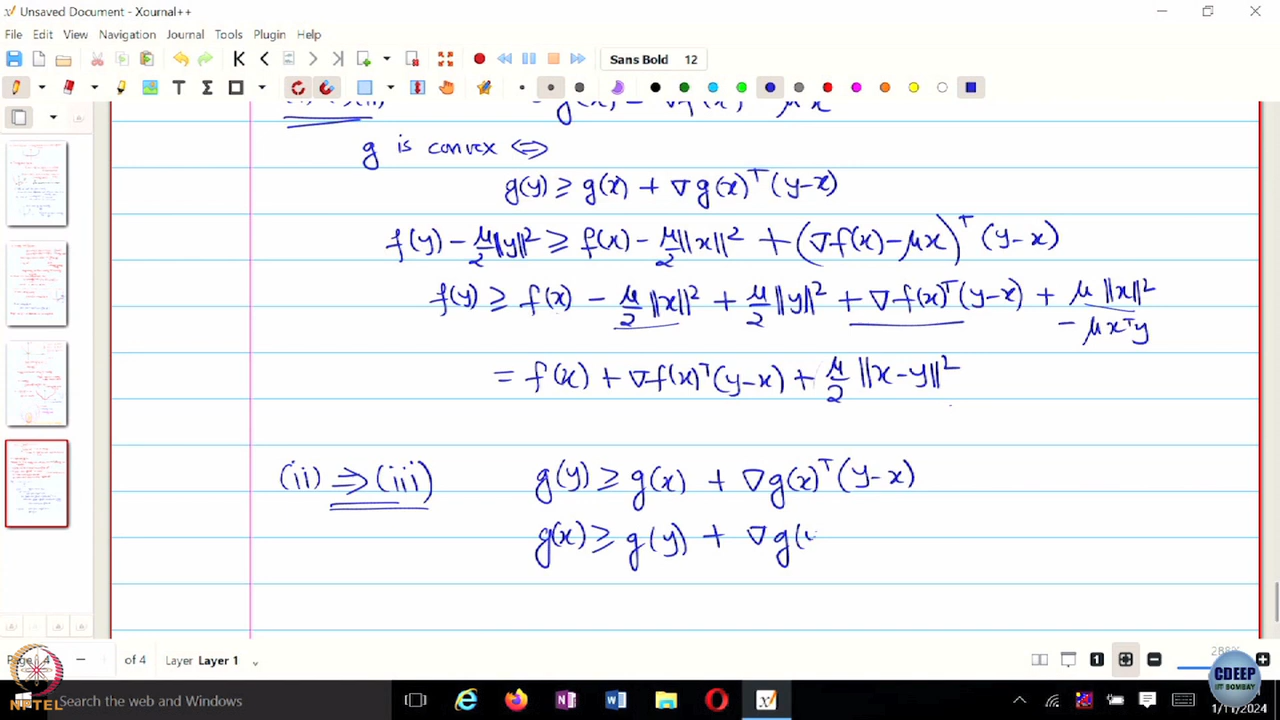 Unsaved Document - Xournal++
File Edit View Navigation Journal Tools Plugin Help
Sans Bold 12
g is convex ⇔
g(y) ≥ g(x) + ∇g(x)ᵀ(y-x)
f(y) - μ/2 ‖y‖² ≥ f(x) - μ/2 ‖x‖² + (∇f(x) - μx)ᵀ (y-x)
f(y) ≥ f(x) - μ/2 ‖x‖² + μ/2 ‖y‖² + ∇f(x)ᵀ(y-x) + μ ‖x‖²
- μxᵀy
= f(x) + ∇f(x)ᵀ(y-x) + μ/2 ‖x-y‖²
(ii) ⇒ (iii) g(y) ≥ g(x) + ∇g(x)ᵀ(y-x)
g(x) ≥ g(y) + ∇g(
Page 4 of 4 Layer Layer 1 288%
NPTEL
CDEEP
IIT BOMBAY
Search the web and Windows
1/11/2024